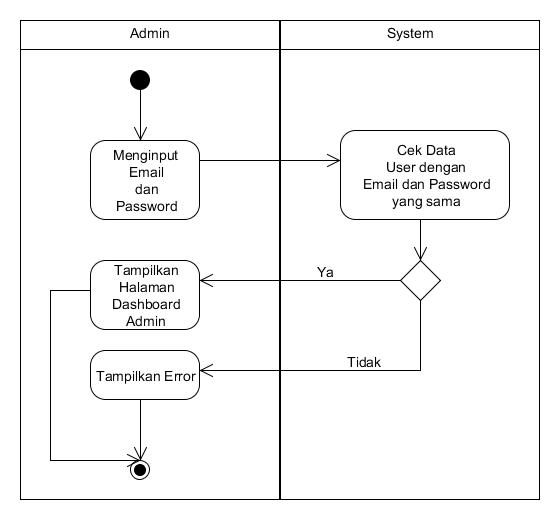 Admin
System
Menginput
Email
dan
Password
Cek Data
User dengan
Email dan Password
yang sama
Ya
Tampilkan
Halaman
Dashboard
Admin
Tidak
Tampilkan Error